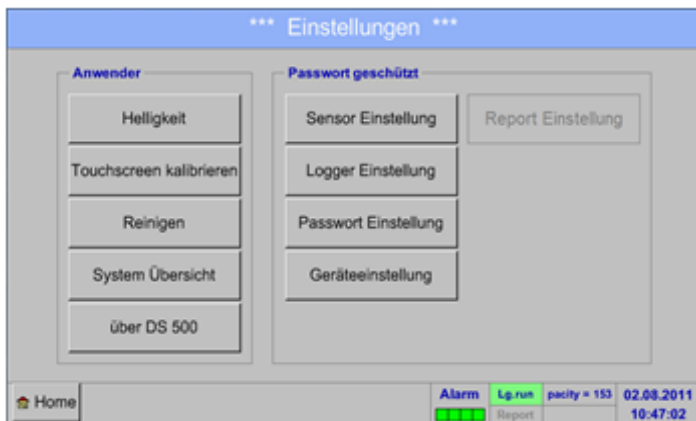 *** Einstellungen ***
Anwender
Helligkeit
Touchscreen kalibrieren
Reinigen
System Übersicht
über DS 500
Passwort geschützt
Sensor Einstellung
Report Einstellung
Logger Einstellung
Passwort Einstellung
Geräteeinstellung
Home
Alarm
Lg.run
Report
pacity = 153
02.08.2011
10:47:02